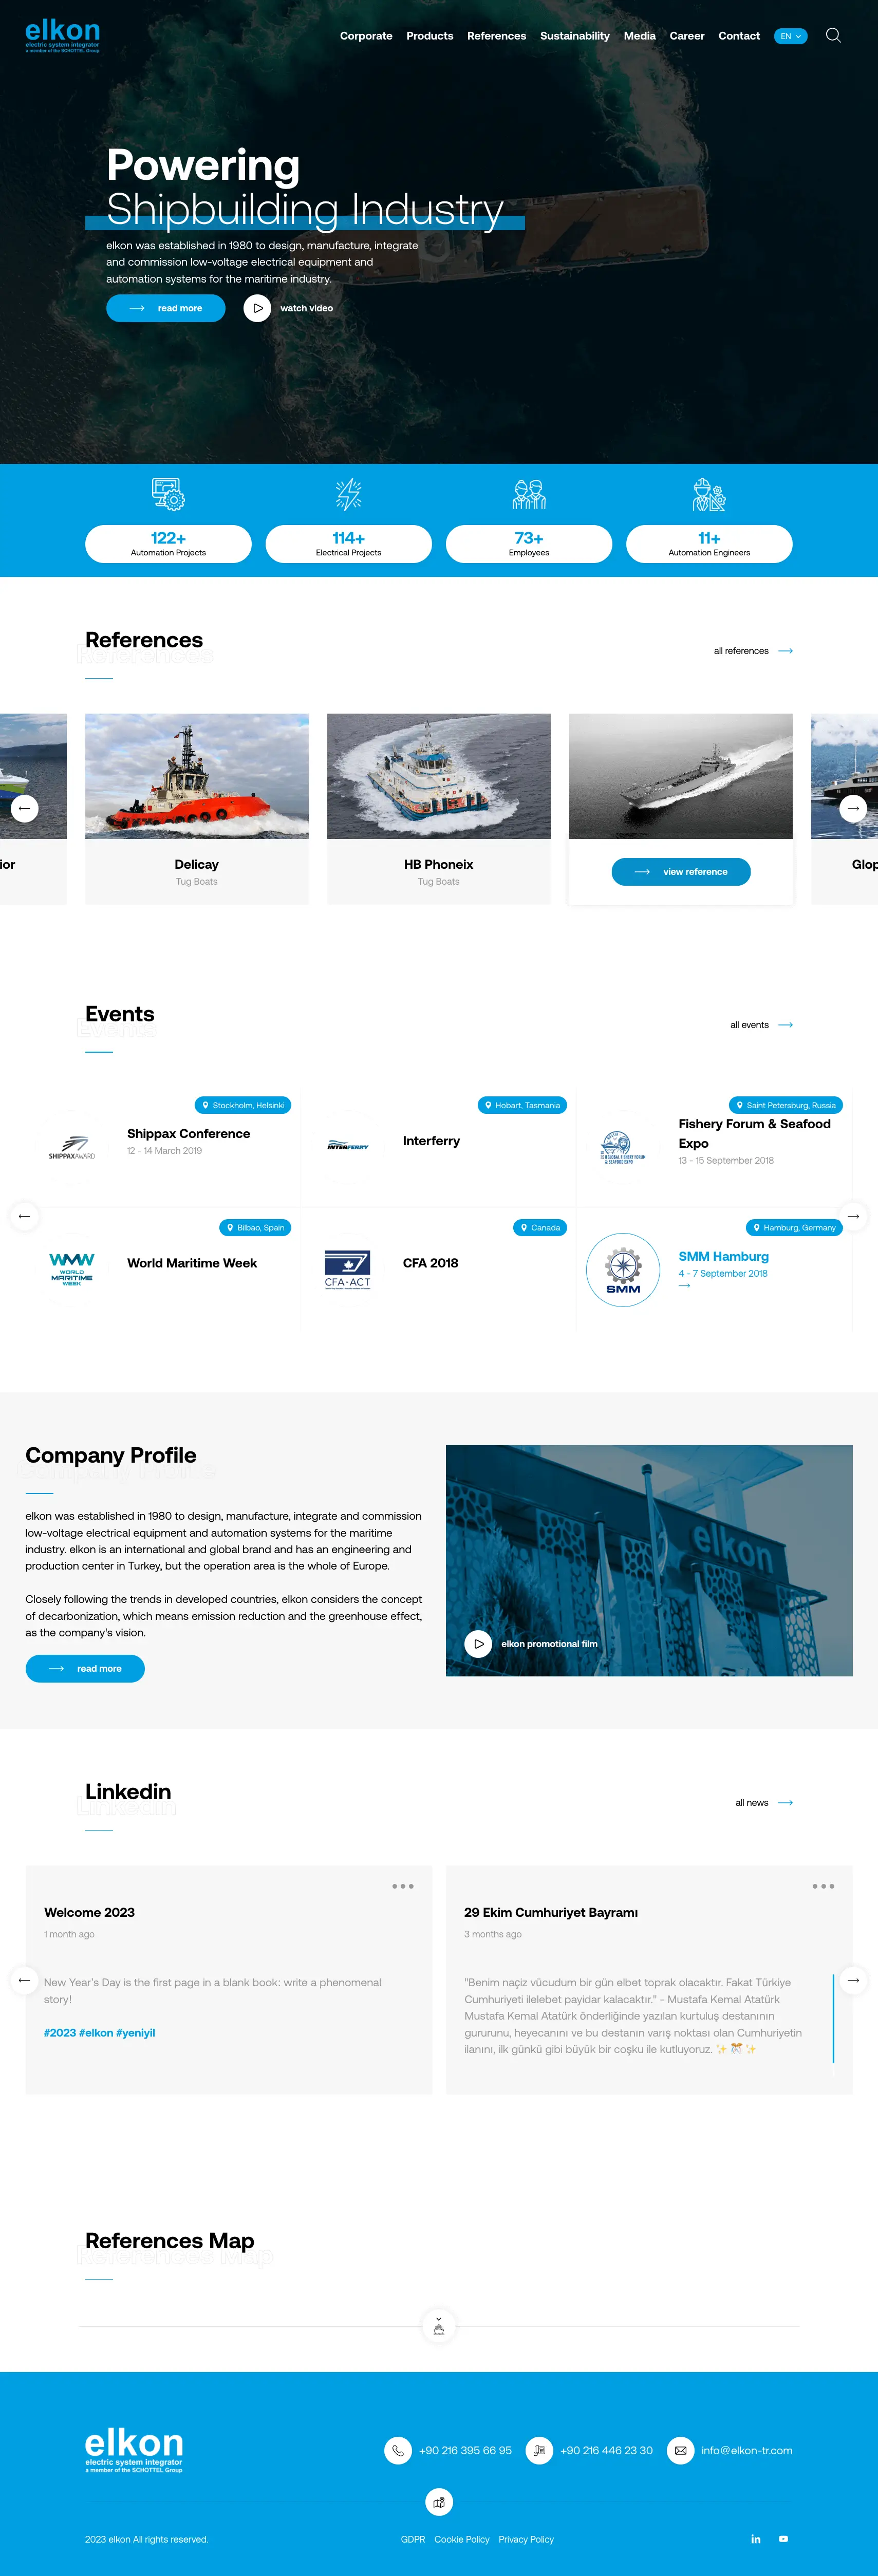 elkon
electric system integrator
a member of the SCHOTTEL Group
Corporate Products References Sustainability Media Career Contact EN
Powering
Shipbuilding Industry
elkon was established in 1980 to design, manufacture, integrate
and commission low-voltage electrical equipment and
automation systems for the maritime industry.
read more watch video
122+ 114+ 73+ 11+
Automation Projects Electrical Projects Employees Automation Engineers
References
References
all references
ior Delicay HB Phoneix view reference Glop
Tug Boats Tug Boats
Events
Events
all events
Stockholm, Helsinki Hobart, Tasmania Saint Petersburg, Russia
SHIPPAXAWARD
Shippax Conference
12 - 14 March 2019
INTERFERRY
Interferry
GLOBAL FISHERY FORUM
& SEAFOOD EXPO
Fishery Forum & Seafood
Expo
13 - 15 September 2018
Bilbao, Spain Canada Hamburg, Germany
WMW
WORLD
MARITIME
WEEK
World Maritime Week
CFA·ACT
CFA 2018
SMM
SMM Hamburg
4 - 7 September 2018
Company Profile
Company Profile
elkon was established in 1980 to design, manufacture, integrate and commission
low-voltage electrical equipment and automation systems for the maritime
industry. elkon is an international and global brand and has an engineering and
production center in Turkey, but the operation area is the whole of Europe.
Closely following the trends in developed countries, elkon considers the concept
of decarbonization, which means emission reduction and the greenhouse effect,
as the company's vision.
read more
elkon
elkon promotional film
Linkedin
Linkedin
all news
Welcome 2023
1 month ago
New Year's Day is the first page in a blank book: write a phenomenal
story!
#2023 #elkon #yeniyil
29 Ekim Cumhuriyet Bayramı
3 months ago
"Benim naçiz vücudum bir gün elbet toprak olacaktır. Fakat Türkiye
Cumhuriyeti ilelebet payidar kalacaktır." - Mustafa Kemal Atatürk
Mustafa Kemal Atatürk önderliğinde yazılan kurtuluş destanının
gururunu, heyecanını ve bu destanın varış noktası olan Cumhuriyetin
ilanını, ilk günkü gibi büyük bir coşku ile kutluyoruz. ✨ 🎊 ✨
References Map
References Map
elkon
electric system integrator
a member of the SCHOTTEL Group
+90 216 395 66 95 +90 216 446 23 30 info@elkon-tr.com
2023 elkon All rights reserved. GDPR Cookie Policy Privacy Policy